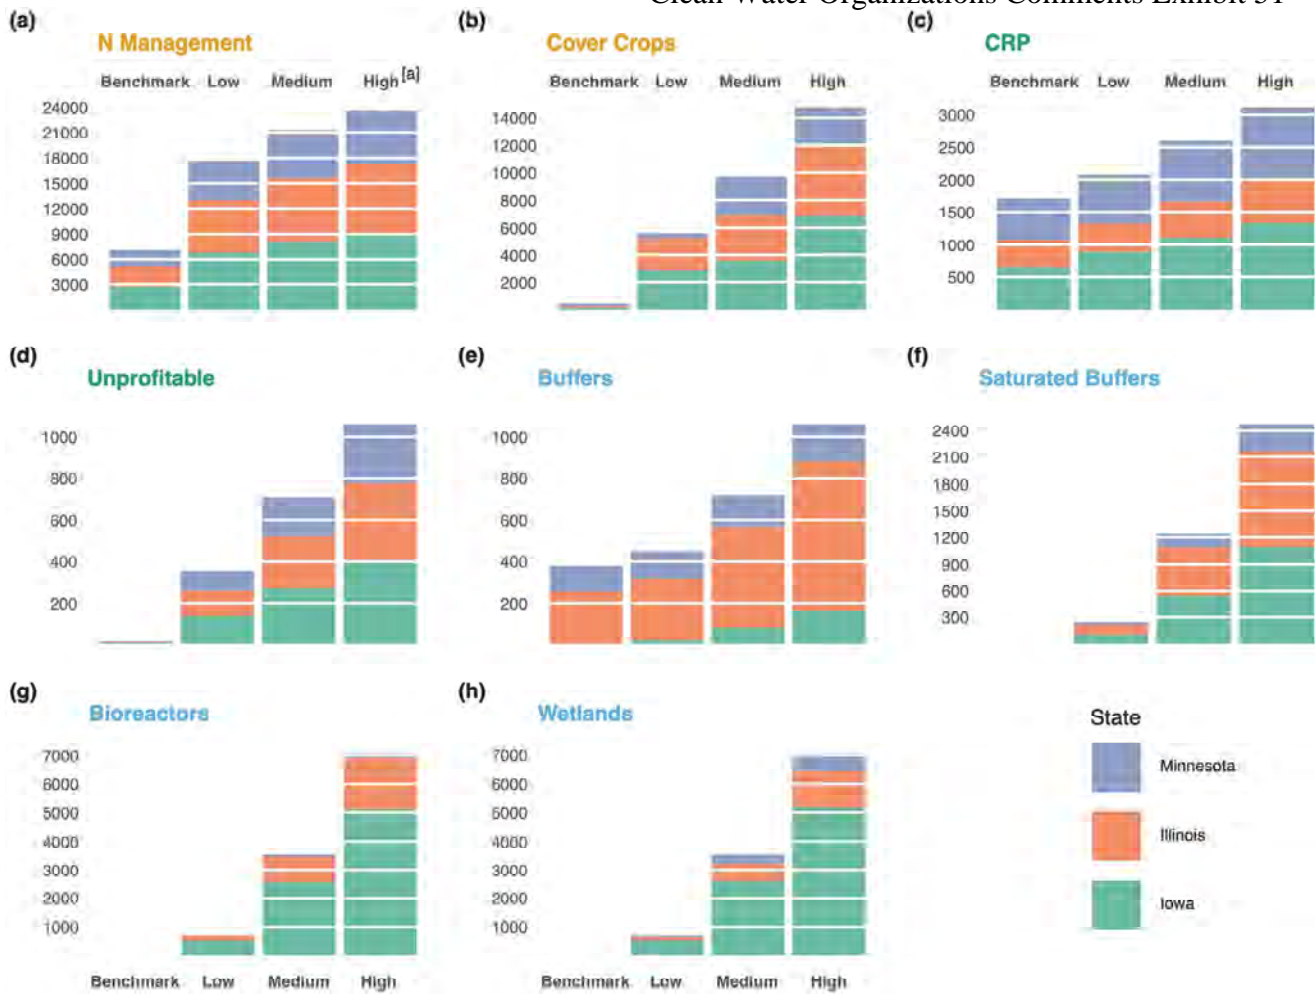 Clean Water Organizations Comments Exhibit 51
(a)
N Management
Benchmark Low Medium High[a]
24000
21000
18000
15000
12000
9000
6000
3000
(b)
Cover Crops
Benchmark Low Medium High
14000
12000
10000
8000
6000
4000
2000
(c)
CRP
Benchmark Low Medium High
3000
2500
2000
1500
1000
500
(d)
Unprofitable
1000
800
600
400
200
(e)
Buffers
1000
800
600
400
200
(f)
Saturated Buffers
2400
2100
1800
1500
1200
900
600
300
(g)
Bioreactors
7000
6000
5000
4000
3000
2000
1000
Benchmark Low Medium High
(h)
Wetlands
7000
6000
5000
4000
3000
2000
1000
Benchmark Low Medium High
State
Minnesota
Illinois
Iowa